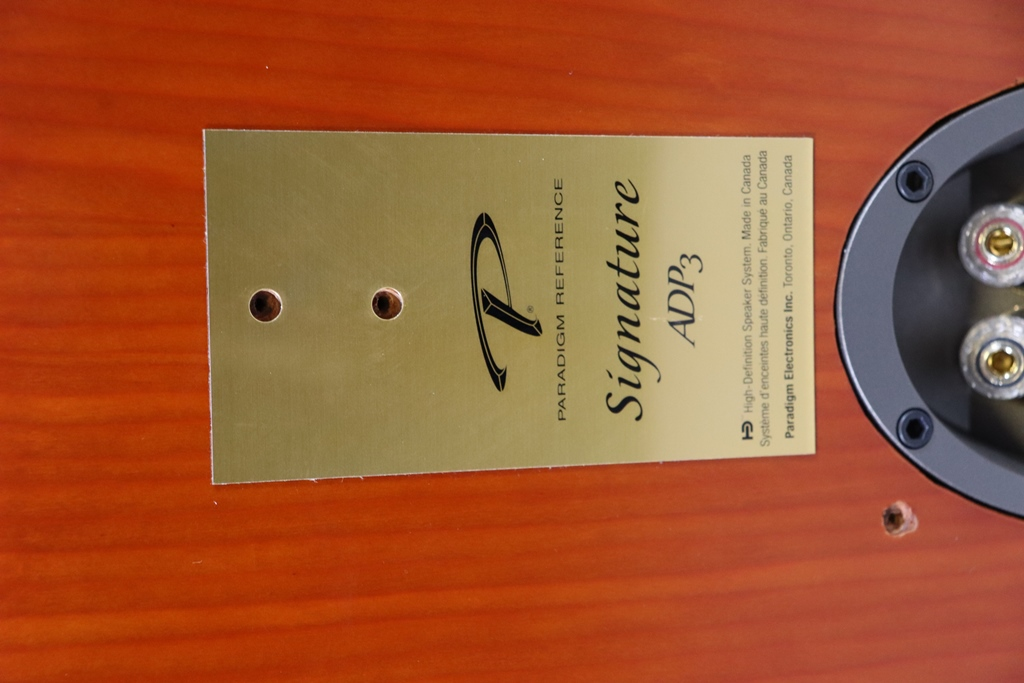 PARADIGM REFERENCE
Signature
ADP3
HD High-Definition Speaker System. Made in Canada
Système d'enceintes haute définition. Fabriqué au Canada
Paradigm Electronics Inc. Toronto, Ontario, Canada